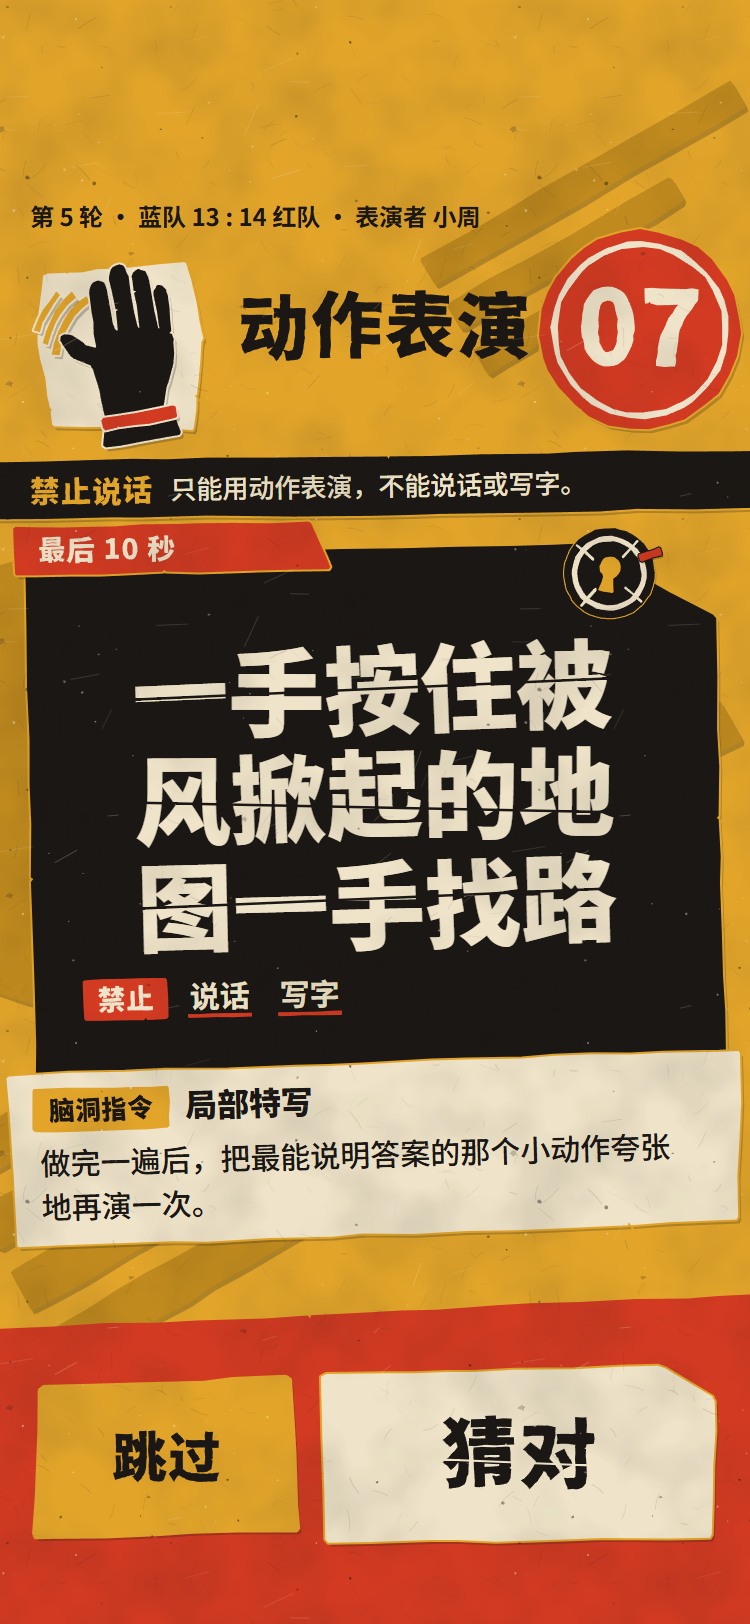 第 5 轮 • 蓝队 13 : 14 红队 • 表演者 小周
动作表演
07
禁止说话 只能用动作表演，不能说话或写字。
最后 10 秒
一手按住被
风掀起的地
图一手找路
禁止 说话 写字
脑洞指令 局部特写
做完一遍后，把最能说明答案的那个小动作夸张
地再演一次。
跳过
猜对